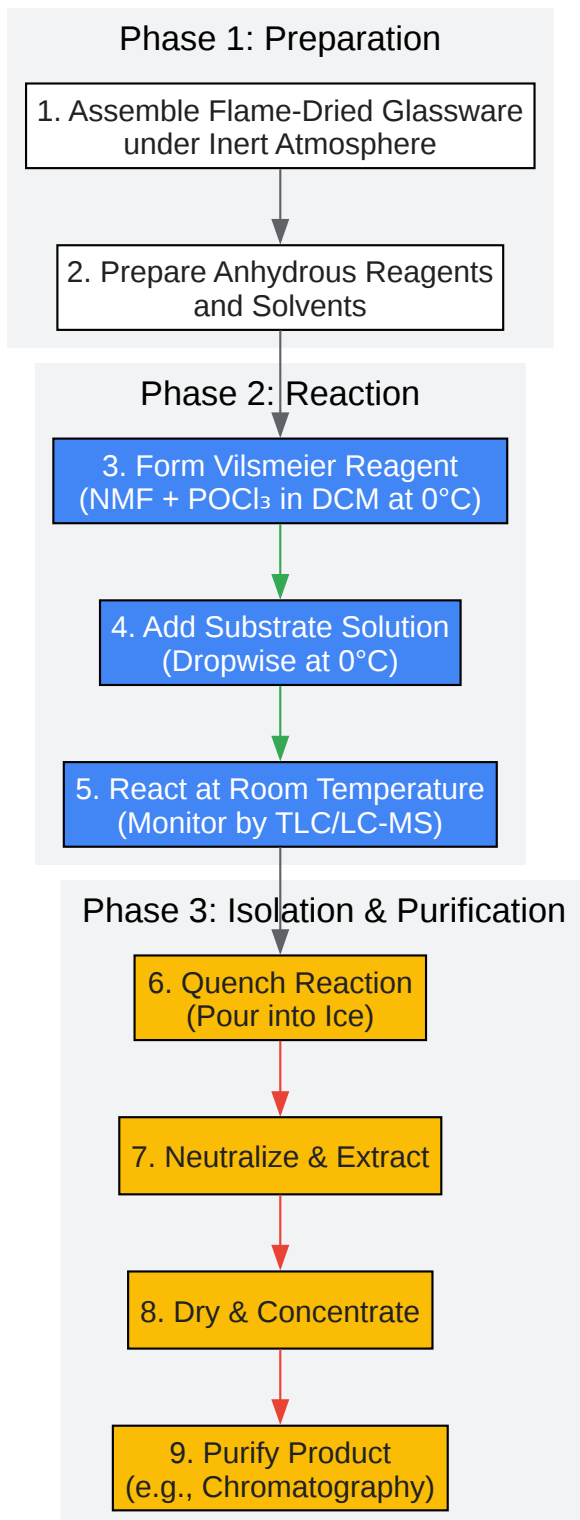 Phase 1: Preparation
1. Assemble Flame-Dried Glassware
under Inert Atmosphere
2. Prepare Anhydrous Reagents
and Solvents
Phase 2: Reaction
3. Form Vilsmeier Reagent
(NMF + POCl₃ in DCM at 0°C)
4. Add Substrate Solution
(Dropwise at 0°C)
5. React at Room Temperature
(Monitor by TLC/LC-MS)
Phase 3: Isolation & Purification
6. Quench Reaction
(Pour into Ice)
7. Neutralize & Extract
8. Dry & Concentrate
9. Purify Product
(e.g., Chromatography)